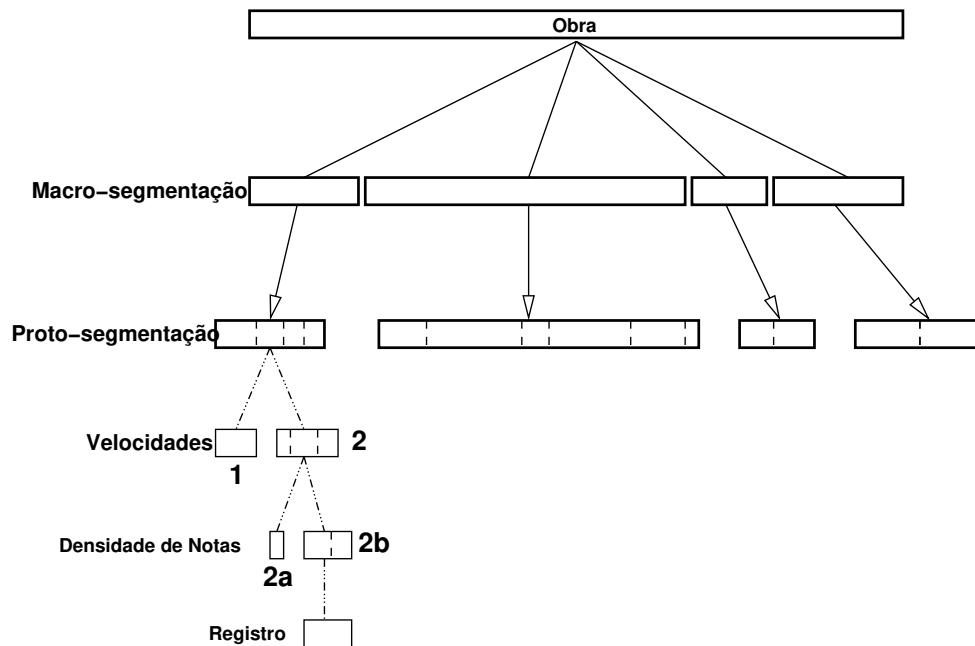 Obra
Macro–segmentação
Proto–segmentação
Velocidades
2
1
Densidade de Notas
2b
2a
Registro